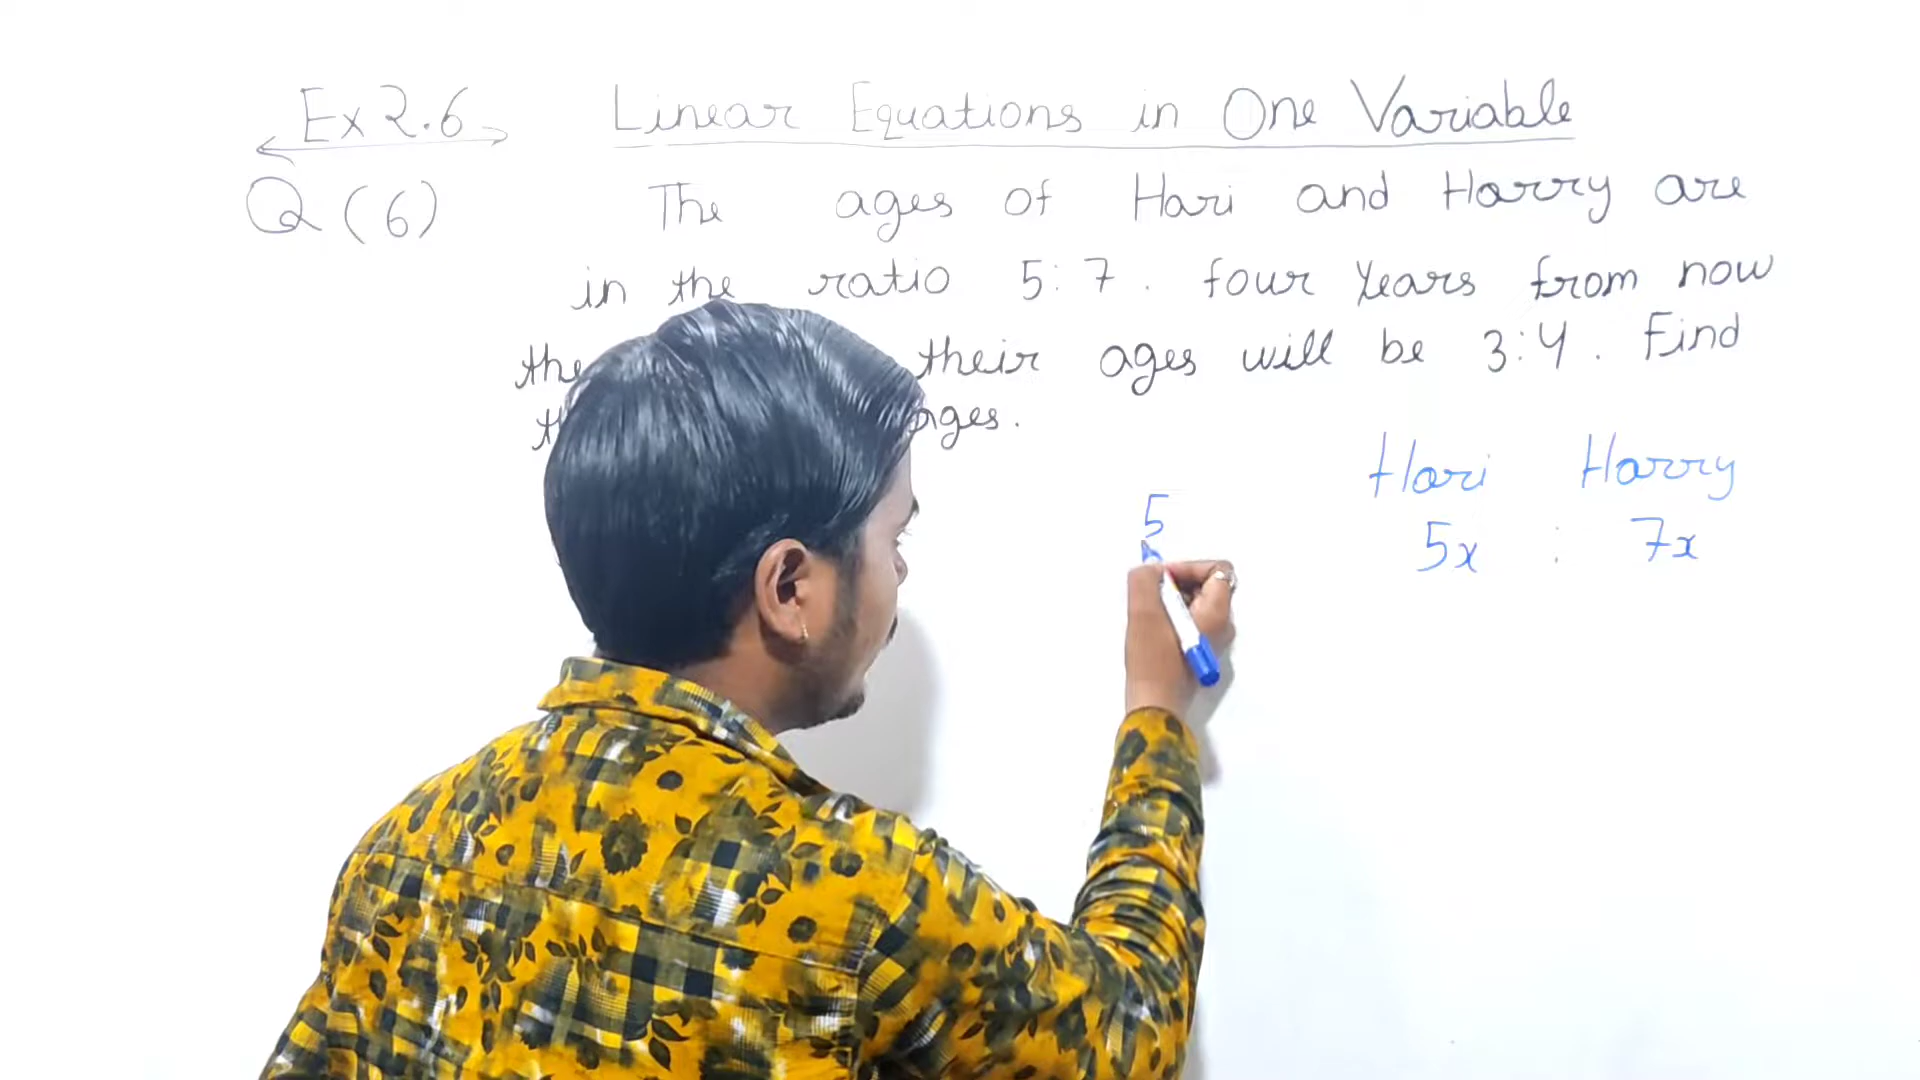 Ex 2.6 Linear Equations in One Variable
Q (6) The ages of Hari and Harry are
in the ratio 5:7. four years from now
the their ages will be 3:4. Find
ages.
Hari Harry
5x : 7x
5